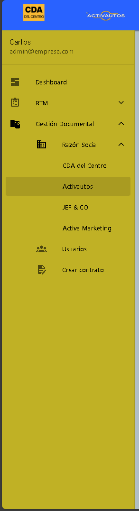 CDA
DEL CENTRO
ACTIVAUTOS
Carlos
admin@empresa.com
Dashboard
RTM
Gestión Documental
Razón Social
CDA del Centro
Activautos
JEF & CO
Active Marketing
Usuarios
Crear contrato